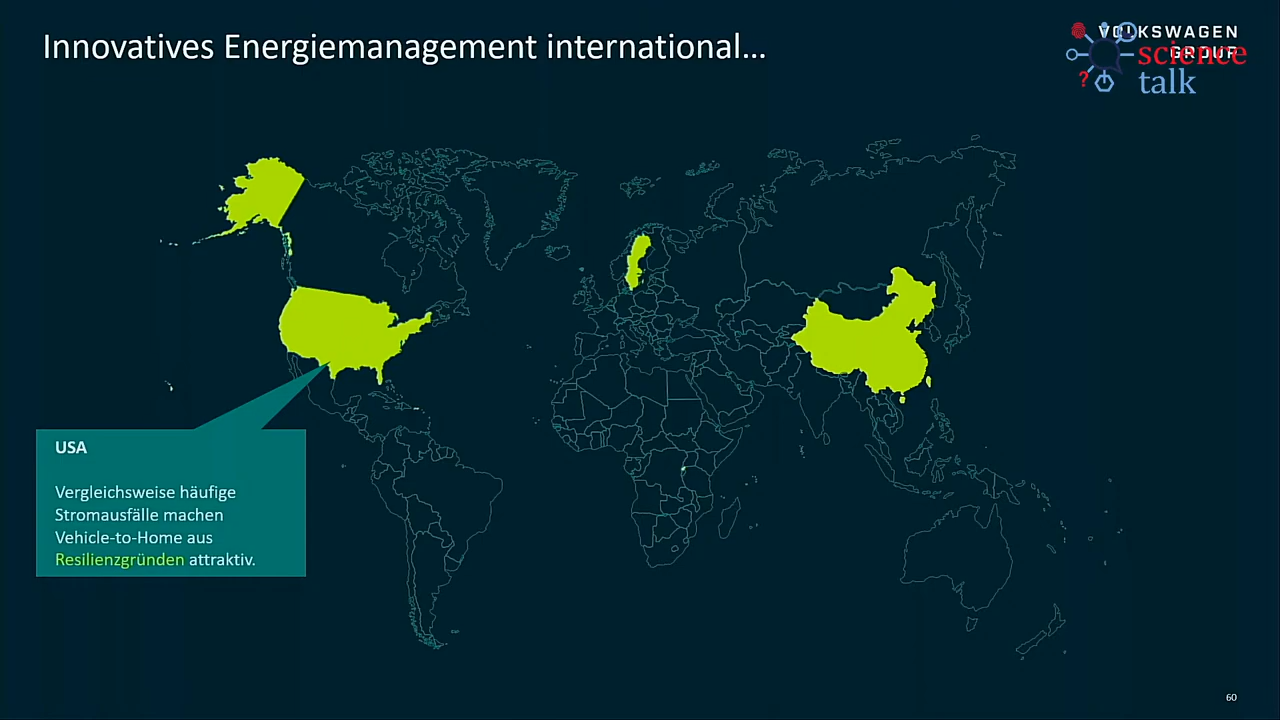 Innovatives Energiemanagement international...
VOLKSWAGEN
GROUP
science
talk
?
USA
Vergleichsweise häufige
Stromausfälle machen
Vehicle-to-Home aus
Resilienzgründen attraktiv.
60